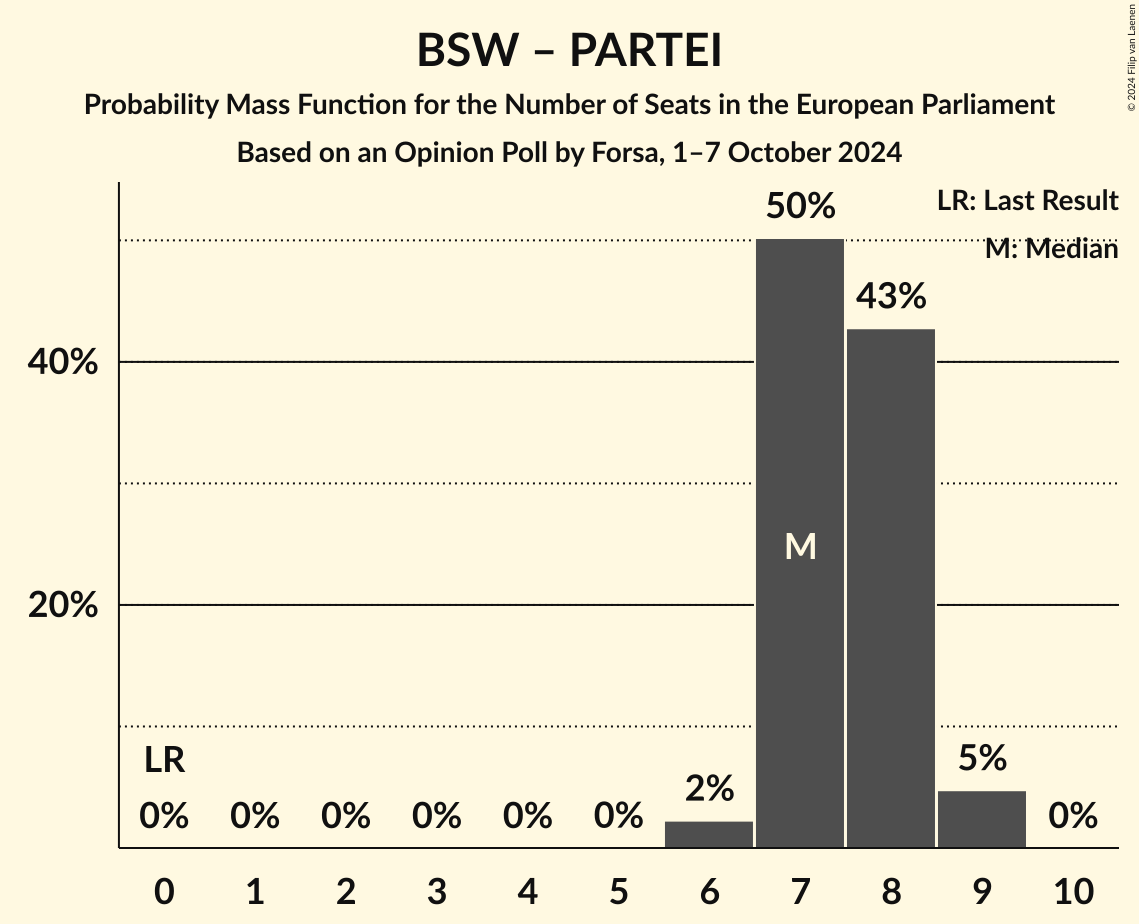 BSW – PARTEI
Probability Mass Function for the Number of Seats in the European Parliament
Based on an Opinion Poll by Forsa, 1–7 October 2024
© 2024 Filip van Laenen
LR: Last Result
M: Median
50%
43%
40%
M
20%
LR
0% 0% 0% 0% 0% 0% 2% 5% 0%
0 1 2 3 4 5 6 7 8 9 10